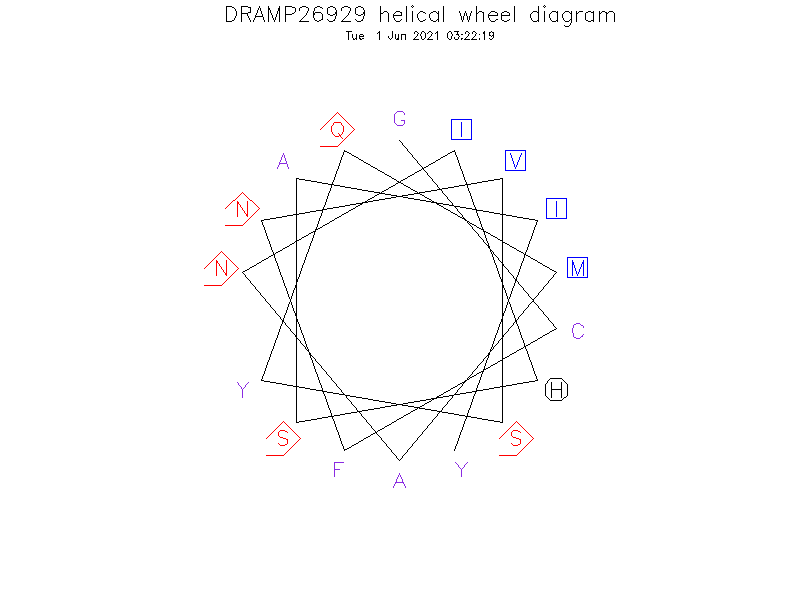 DRAMP26929 helical wheel diagram
Tue 1 Jun 2021 03:22:19
G
Q I
A V
N I
N M
C
Y H
S S
F Y
A